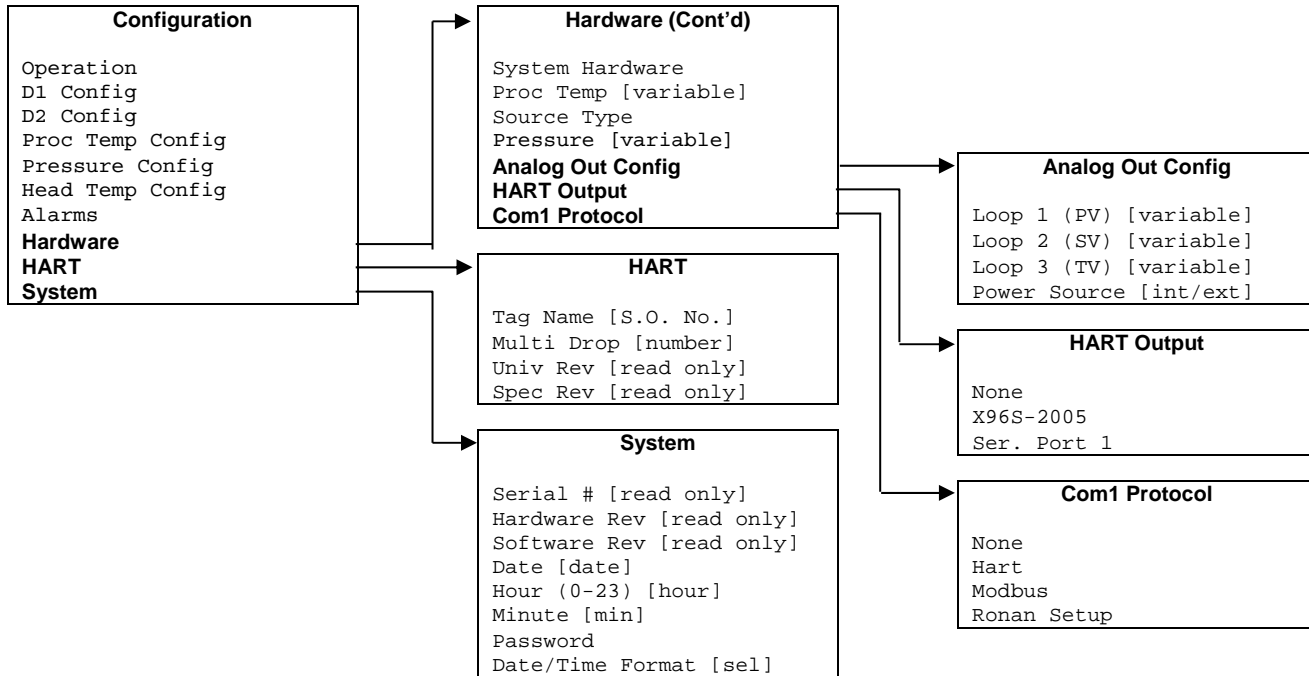 Configuration
Operation
D1 Config
D2 Config
Proc Temp Config
Pressure Config
Head Temp Config
Alarms
Hardware
HART
System
Hardware (Cont’d)
System Hardware
Proc Temp [variable]
Source Type
Pressure [variable]
Analog Out Config
HART Output
Com1 Protocol
HART
Tag Name [S.O. No.]
Multi Drop [number]
Univ Rev [read only]
Spec Rev [read only]
System
Serial # [read only]
Hardware Rev [read only]
Software Rev [read only]
Date [date]
Hour (0-23) [hour]
Minute [min]
Password
Date/Time Format [sel]
Analog Out Config
Loop 1 (PV) [variable]
Loop 2 (SV) [variable]
Loop 3 (TV) [variable]
Power Source [int/ext]
HART Output
None
X96S-2005
Ser. Port 1
Com1 Protocol
None
Hart
Modbus
Ronan Setup